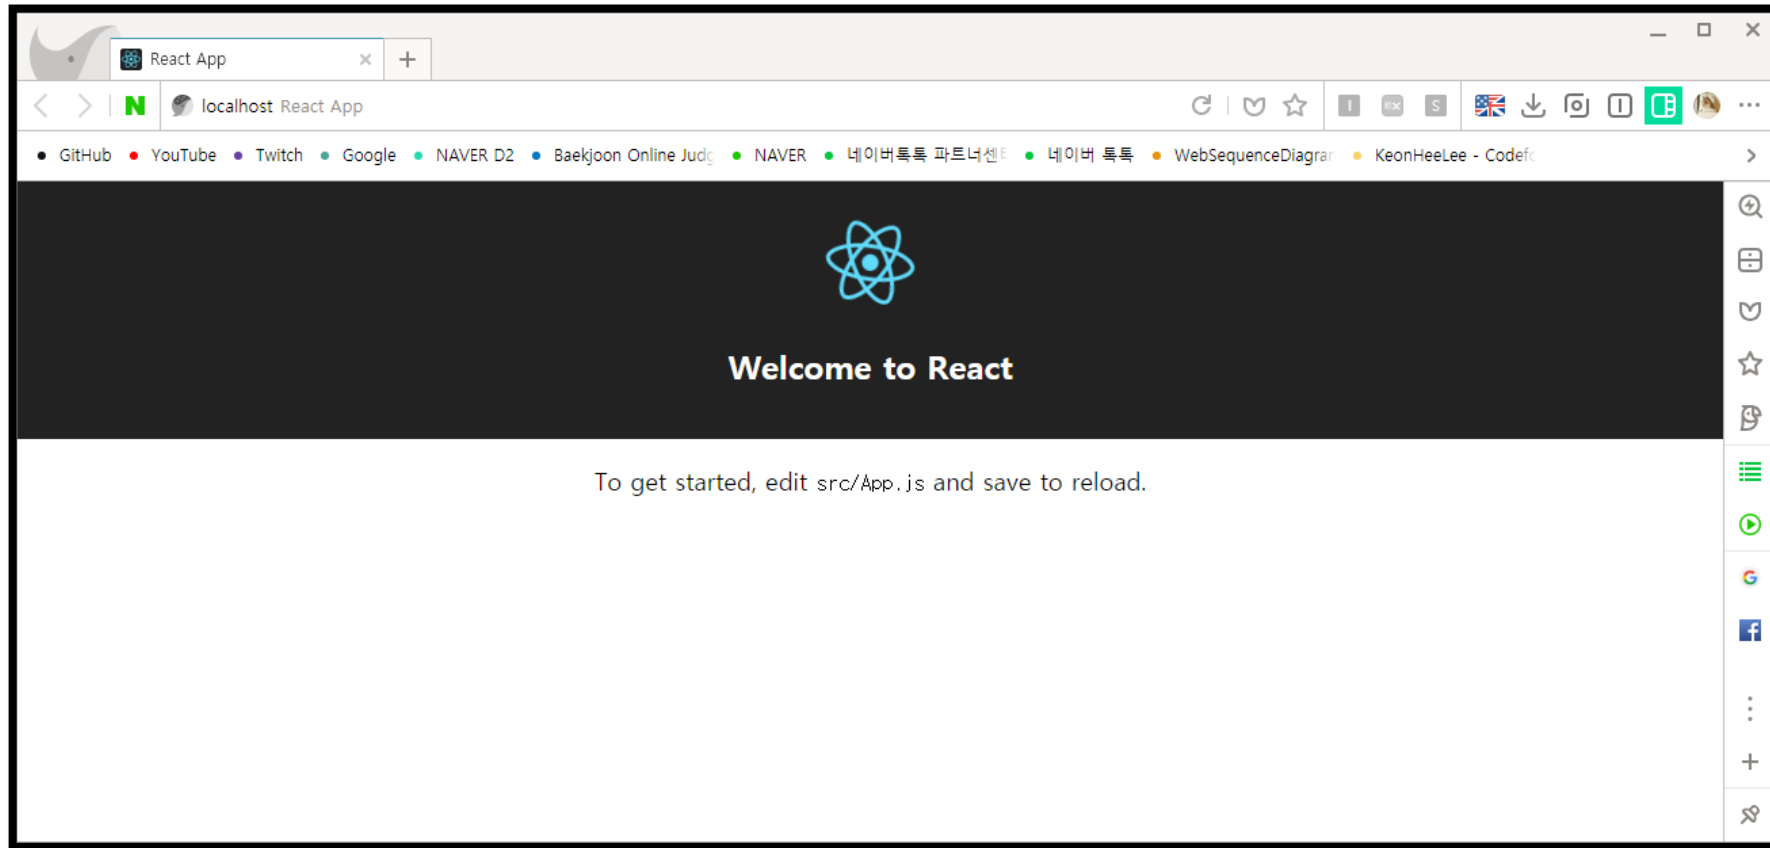 React App
N localhost React App
GitHub YouTube Twitch Google NAVER D2 Baekjoon Online Judg NAVER 네이버톡톡 파트너센 네이버 톡톡 WebSequenceDiagra KeonHeeLee - Codefo
Welcome to React
To get started, edit src/App.js and save to reload.